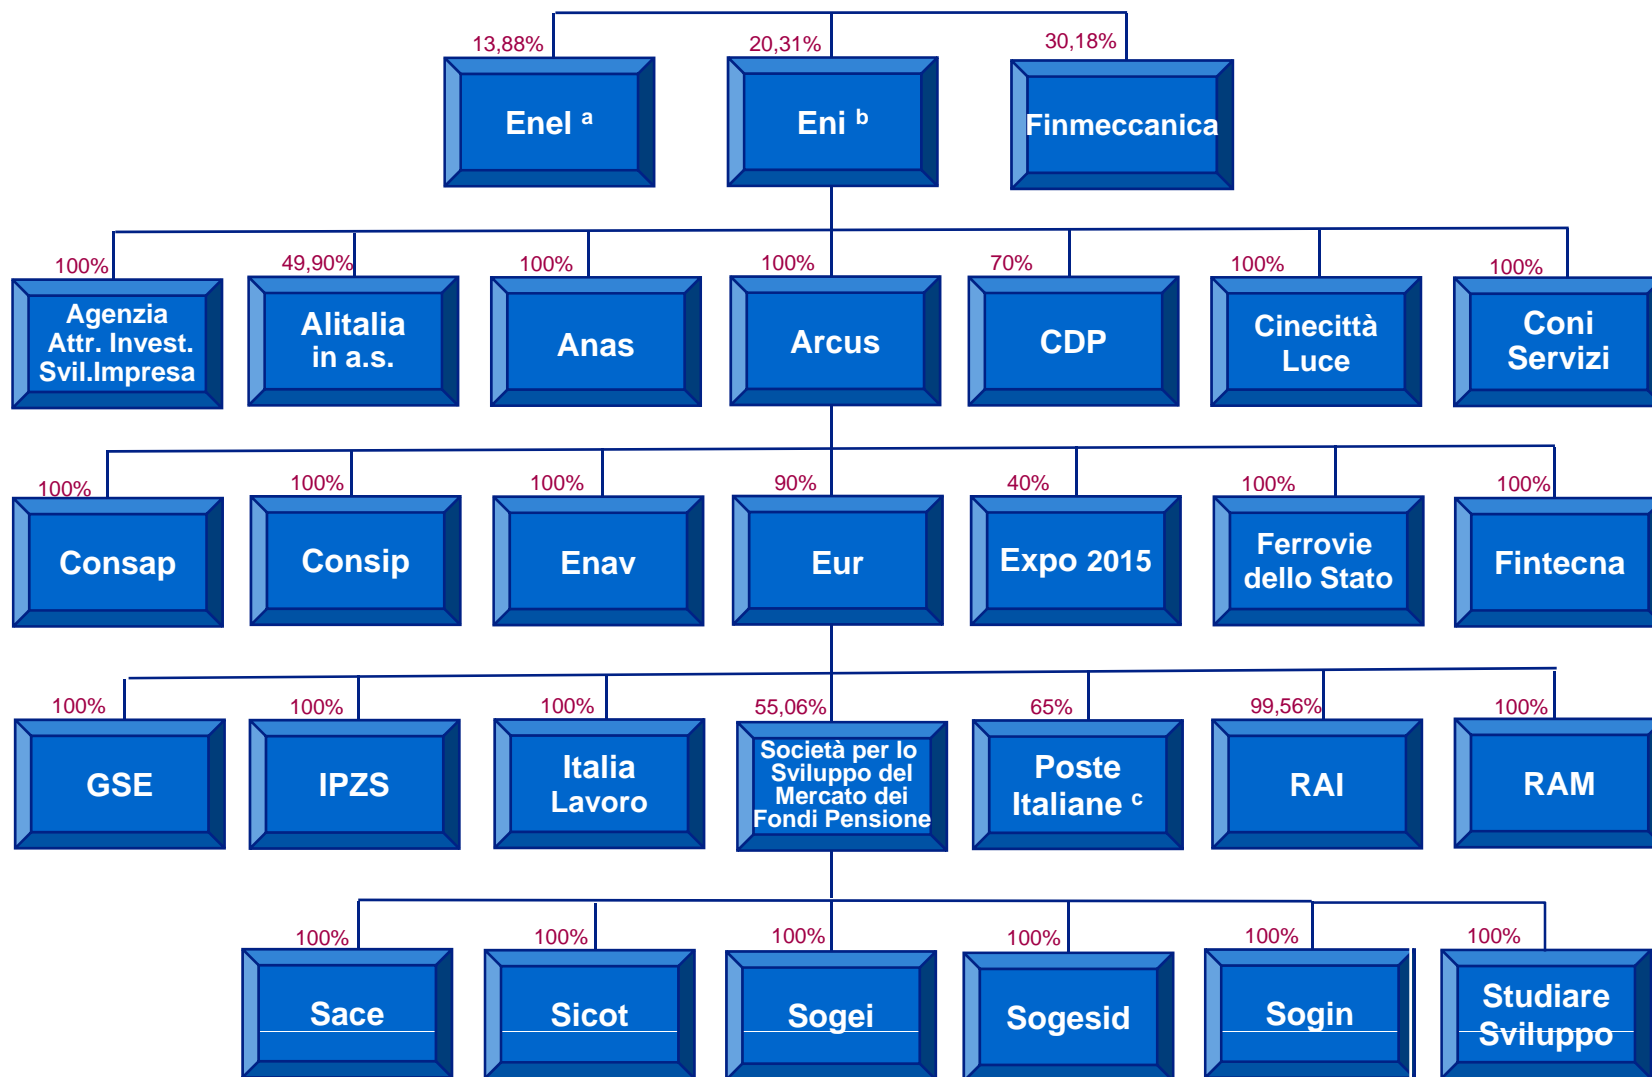 13,88%
20,31%
30,18%
Enel a
Eni b
Finmeccanica
100%
49,90%
100%
100%
70%
100%
100%
Agenzia
Attr. Invest.
Svil.Impresa
Alitalia
in a.s.
Anas
Arcus
CDP
Cinecittà
Luce
Coni
Servizi
100%
100%
100%
90%
40%
100%
100%
Consap
Consip
Enav
Eur
Expo 2015
Ferrovie
dello Stato
Fintecna
100%
100%
100%
55,06%
65%
99,56%
100%
GSE
IPZS
Italia
Lavoro
Società per lo
Sviluppo del
Mercato dei
Fondi Pensione
Poste
Italiane c
RAI
RAM
100%
100%
100%
100%
100%
100%
Sace
Sicot
Sogei
Sogesid
Sogin
Studiare
Sviluppo